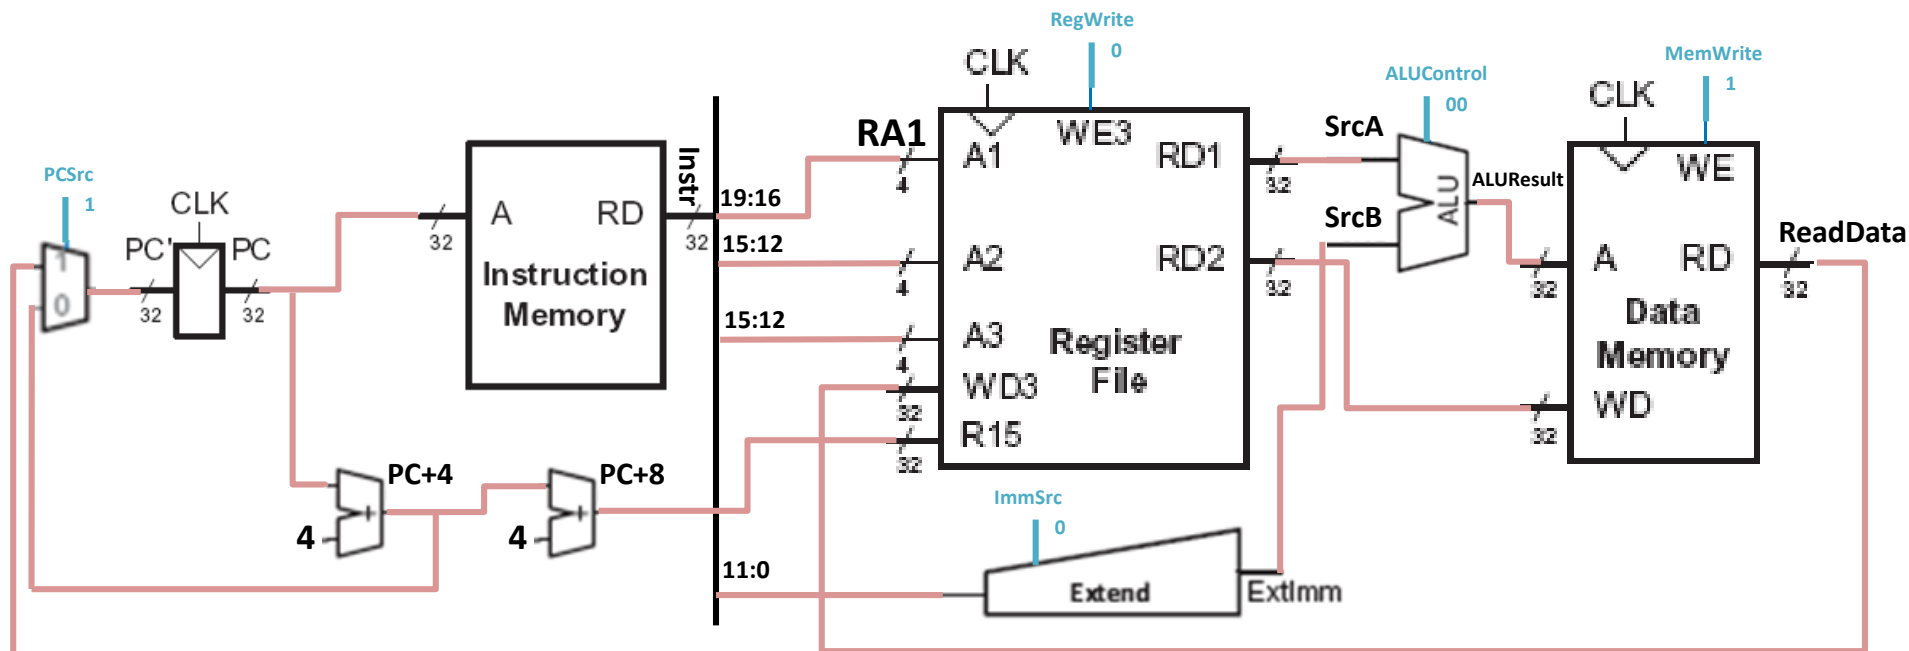 PCSrc
1
1
0
PC'
32
CLK
PC
32
A
32
RD
Instruction
Memory
Instr
32
4
PC+4
4
PC+8
19:16
15:12
15:12
11:0
RA1
4
4
4
32
32
CLK
RegWrite
0
WE3
A1
RD1
A2
RD2
A3
WD3
R15
Register
File
32
32
ImmSrc
0
Extend
ExtImm
SrcA
SrcB
ALUControl
00
ALU
ALUResult
32
32
CLK
MemWrite
1
WE
A
RD
Data
Memory
WD
ReadData
32